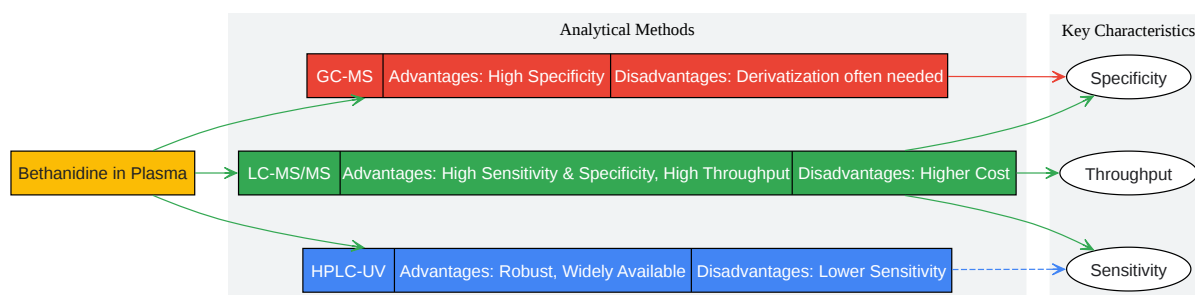 Analytical Methods
Key Characteristics
GC-MS
Advantages: High Specificity
Disadvantages: Derivatization often needed
Specificity
Bethanidine in Plasma
LC-MS/MS
Advantages: High Sensitivity & Specificity, High Throughput
Disadvantages: Higher Cost
Throughput
HPLC-UV
Advantages: Robust, Widely Available
Disadvantages: Lower Sensitivity
Sensitivity